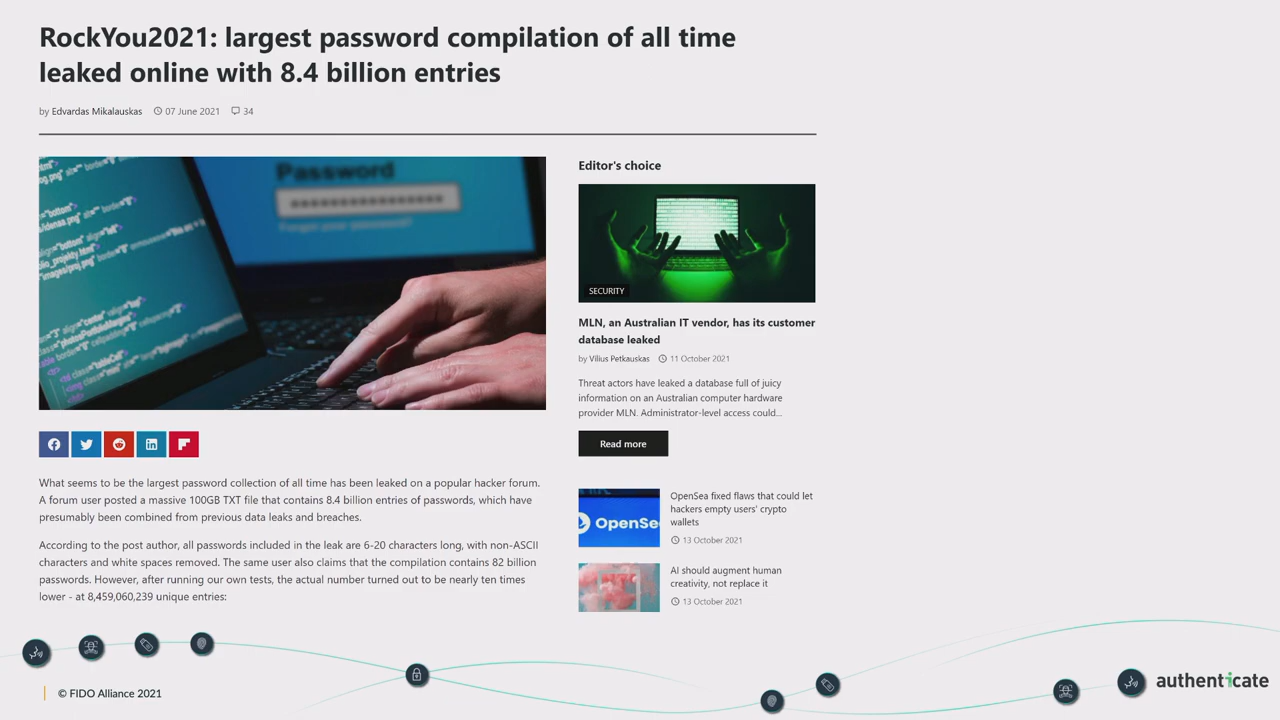 RockYou2021: largest password compilation of all time
leaked online with 8.4 billion entries
by Edvardas Mikalauskas 07 June 2021 34
Password
Editor's choice
SECURITY
MLN, an Australian IT vendor, has its customer
database leaked
by Vilius Petkauskas 11 October 2021
Threat actors have leaked a database full of juicy
information on an Australian computer hardware
provider MLN. Administrator-level access could...
Read more
What seems to be the largest password collection of all time has been leaked on a popular hacker forum.
A forum user posted a massive 100GB TXT file that contains 8.4 billion entries of passwords, which have
presumably been combined from previous data leaks and breaches.
According to the post author, all passwords included in the leak are 6-20 characters long, with non-ASCII
characters and white spaces removed. The same user also claims that the compilation contains 82 billion
passwords. However, after running our own tests, the actual number turned out to be nearly ten times
lower - at 8,459,060,239 unique entries:
OpenSe
OpenSea fixed flaws that could let
hackers empty users' crypto
wallets
13 October 2021
AI should augment human
creativity, not replace it
13 October 2021
© FIDO Alliance 2021
authenticate